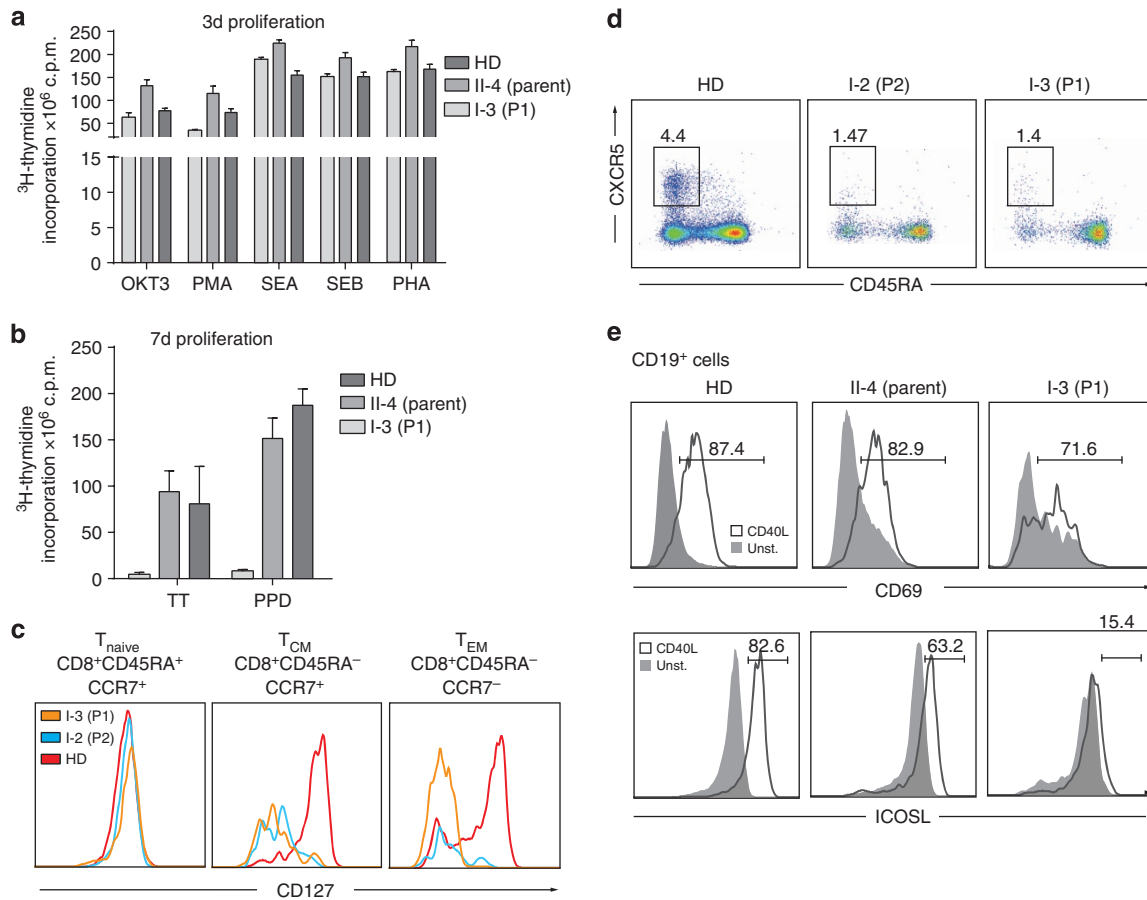 a
3d proliferation
³H-thymidine
incorporation ×10⁶ c.p.m.
250
200
150
100
50
15
10
5
0
OKT3 PMA SEA SEB PHA
HD
II-4 (parent)
I-3 (P1)
b
7d proliferation
³H-thymidine
incorporation ×10⁶ c.p.m.
250
200
150
100
50
0
TT PPD
HD
II-4 (parent)
I-3 (P1)
c
T_naive
CD8⁺CD45RA⁺
CCR7⁺
T_CM
CD8⁺CD45RA⁻
CCR7⁺
T_EM
CD8⁺CD45RA⁻
CCR7⁻
I-3 (P1)
I-2 (P2)
HD
CD127
d
HD I-2 (P2) I-3 (P1)
4.4 1.47 1.4
CXCR5
CD45RA
e
CD19⁺ cells
HD II-4 (parent) I-3 (P1)
87.4 82.9 71.6
CD40L
Unst.
CD69
82.6 63.2 15.4
CD40L
Unst.
ICOSL